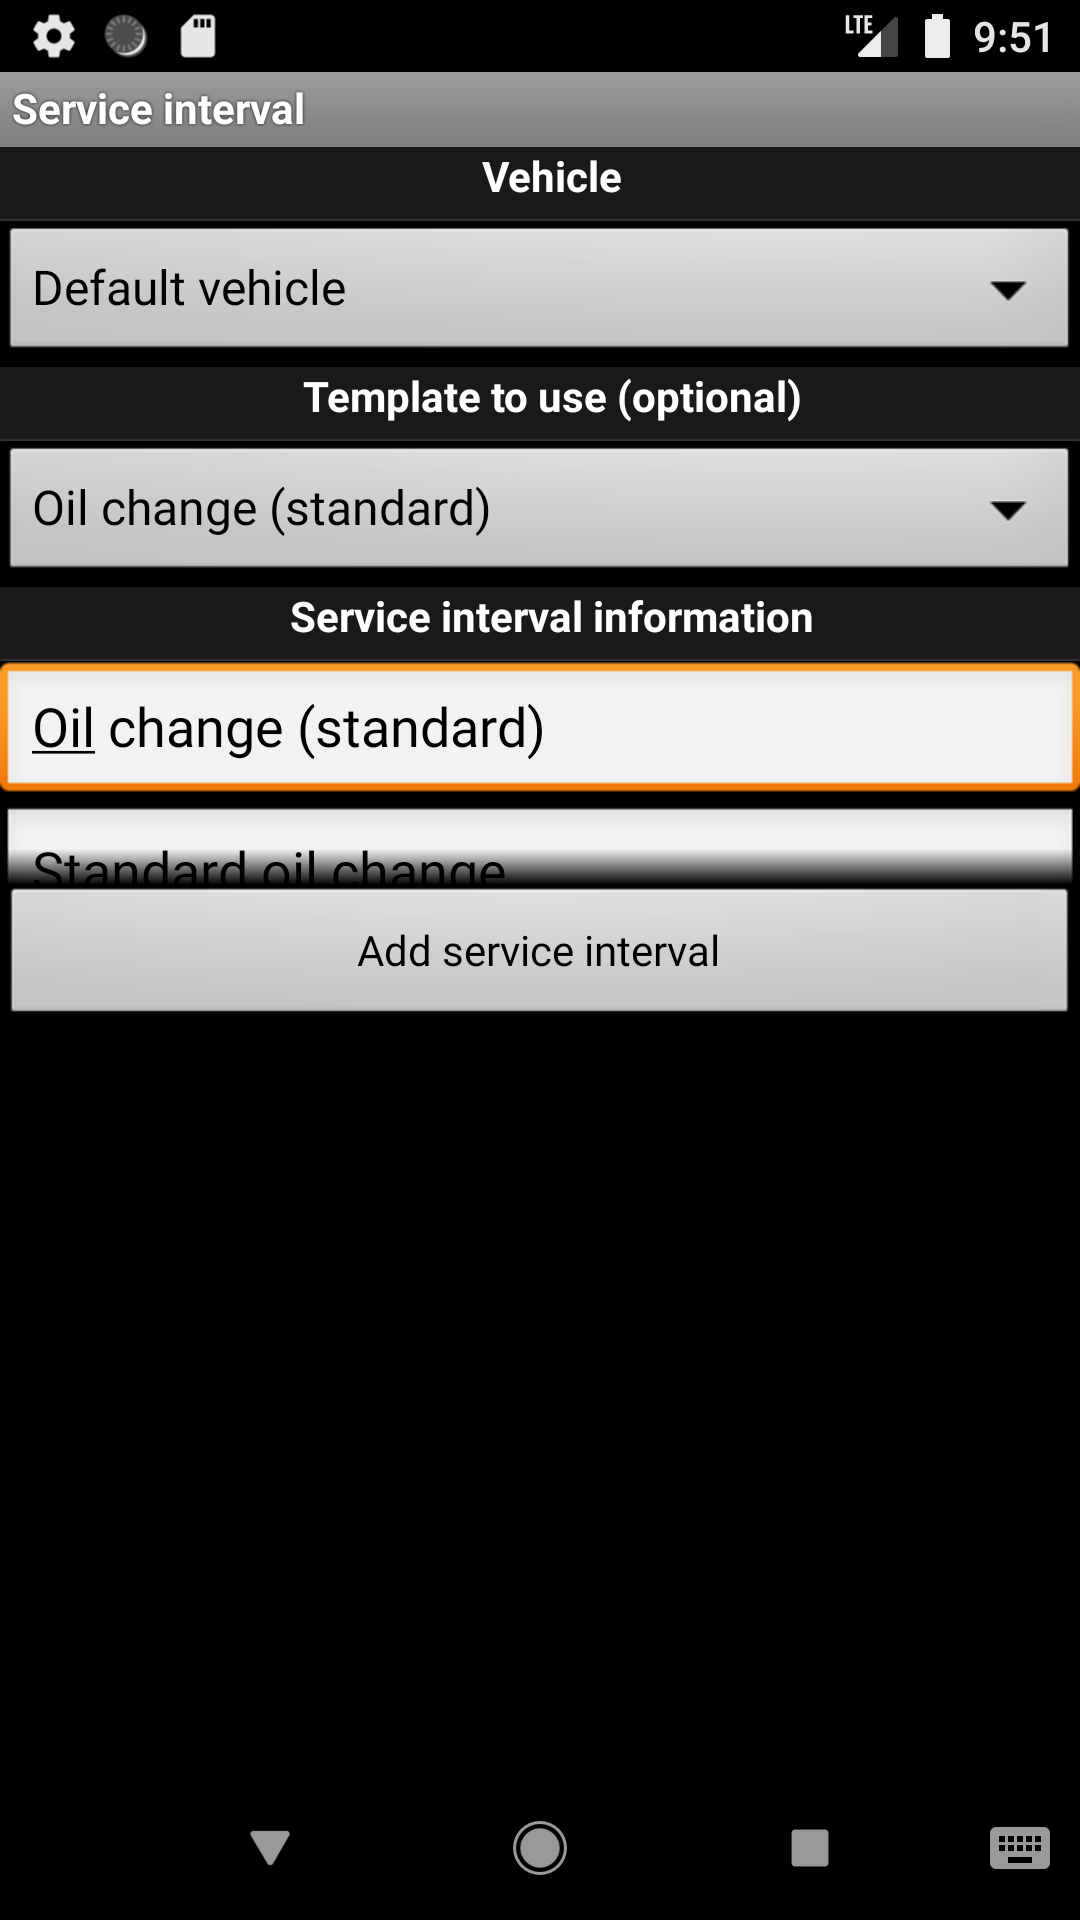 LTE 9:51
Service interval
Vehicle
Default vehicle
Template to use (optional)
Oil change (standard)
Service interval information
Oil change (standard)
Standard oil change
Add service interval